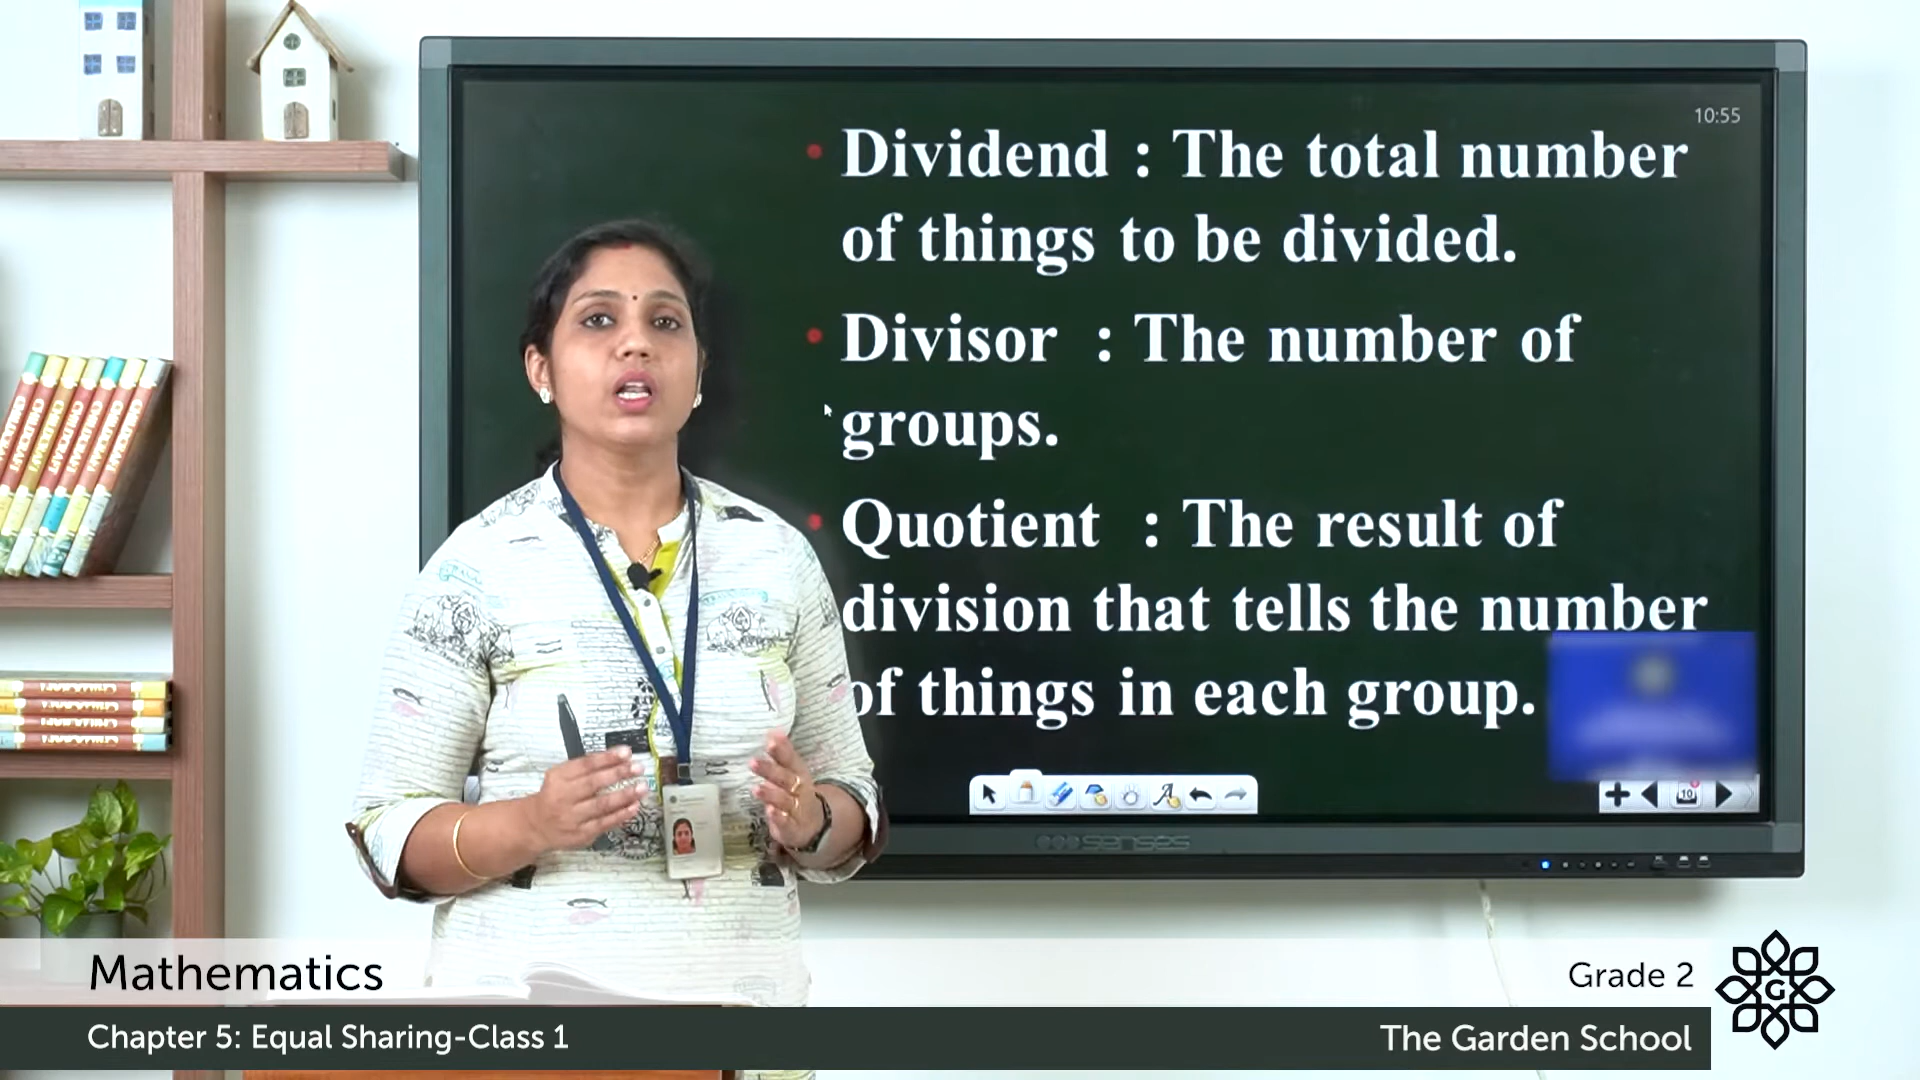 10:55
• Dividend : The total number
of things to be divided.
• Divisor : The number of
groups.
• Quotient : The result of
division that tells the number
of things in each group.
senses
Mathematics
Grade 2
G
Chapter 5: Equal Sharing-Class 1
The Garden School